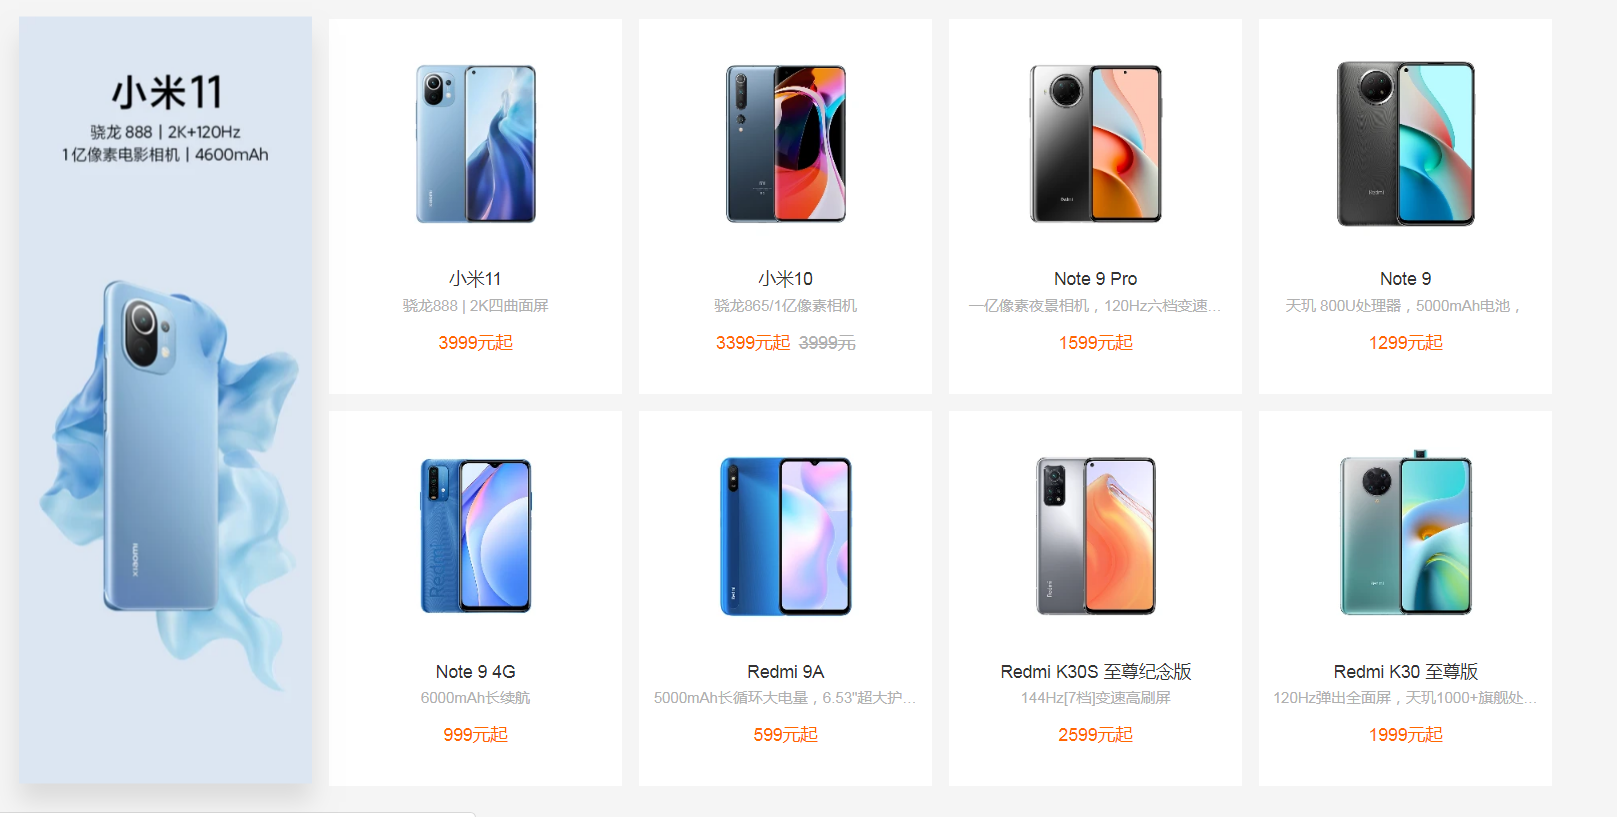 小米11
骁龙 888 | 2K+120Hz
1亿像素电影相机 | 4600mAh
XIAOMI
小米11
骁龙888 | 2K四曲面屏
3999元起
小米10
骁龙865/1亿像素相机
3399元起 3999元
Redmi
Note 9 Pro
一亿像素夜景相机，120Hz六档变速...
1599元起
Redmi
Note 9
天玑 800U处理器，5000mAh电池，
1299元起
Redmi
Note 9 4G
6000mAh长续航
999元起
Redmi 9A
5000mAh长循环大电量，6.53"超大护...
599元起
Redmi
Redmi K30S 至尊纪念版
144Hz[7档]变速高刷屏
2599元起
Redmi
Redmi K30 至尊版
120Hz弹出全面屏，天玑1000+旗舰处...
1999元起